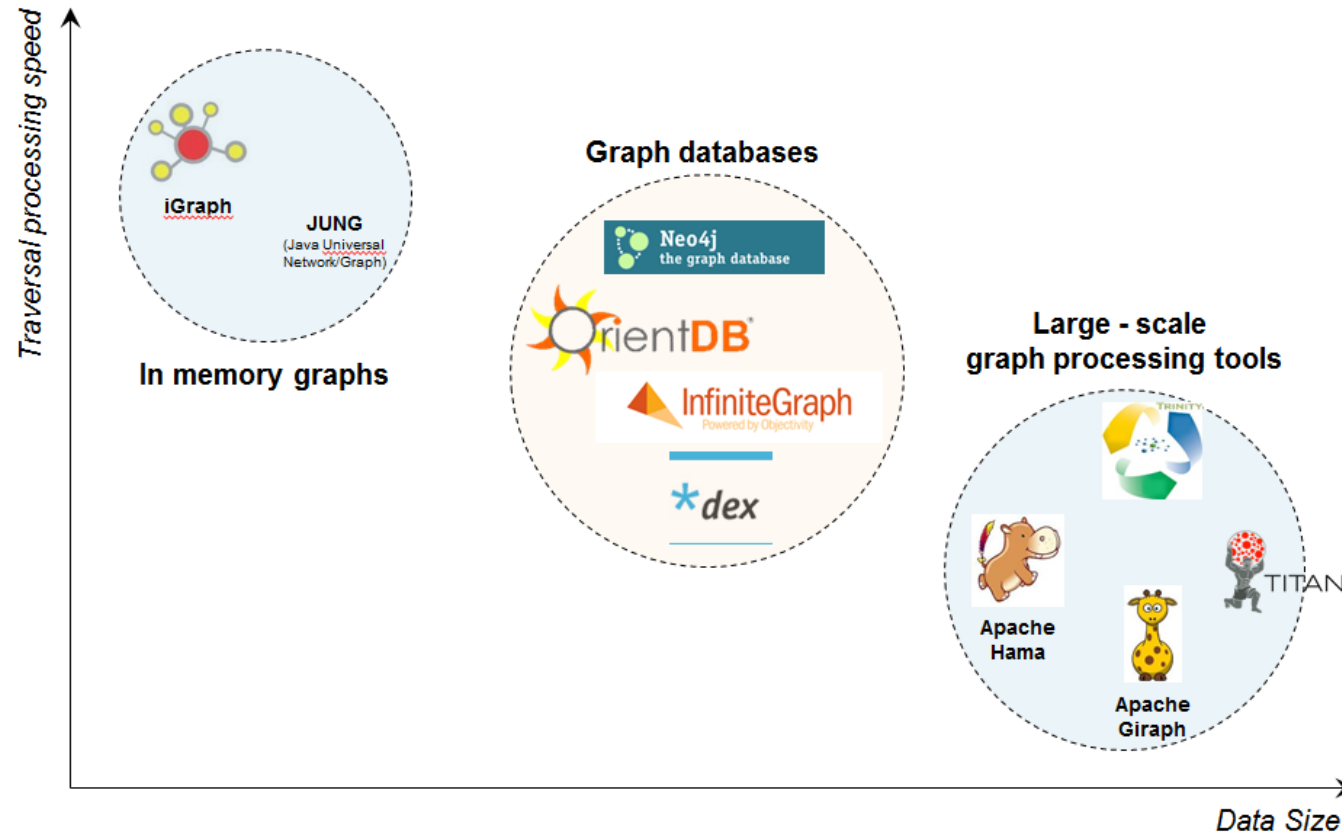 Traversal processing speed
iGraph
JUNG
(Java Universal
Network/Graph)
In memory graphs
Graph databases
Neo4j
the graph database
OrientDB®
InfiniteGraph
Powered by Objectivity
*dex
Large - scale
graph processing tools
TRINITY
Apache
Hama
TITAN
Apache
Giraph
Data Size